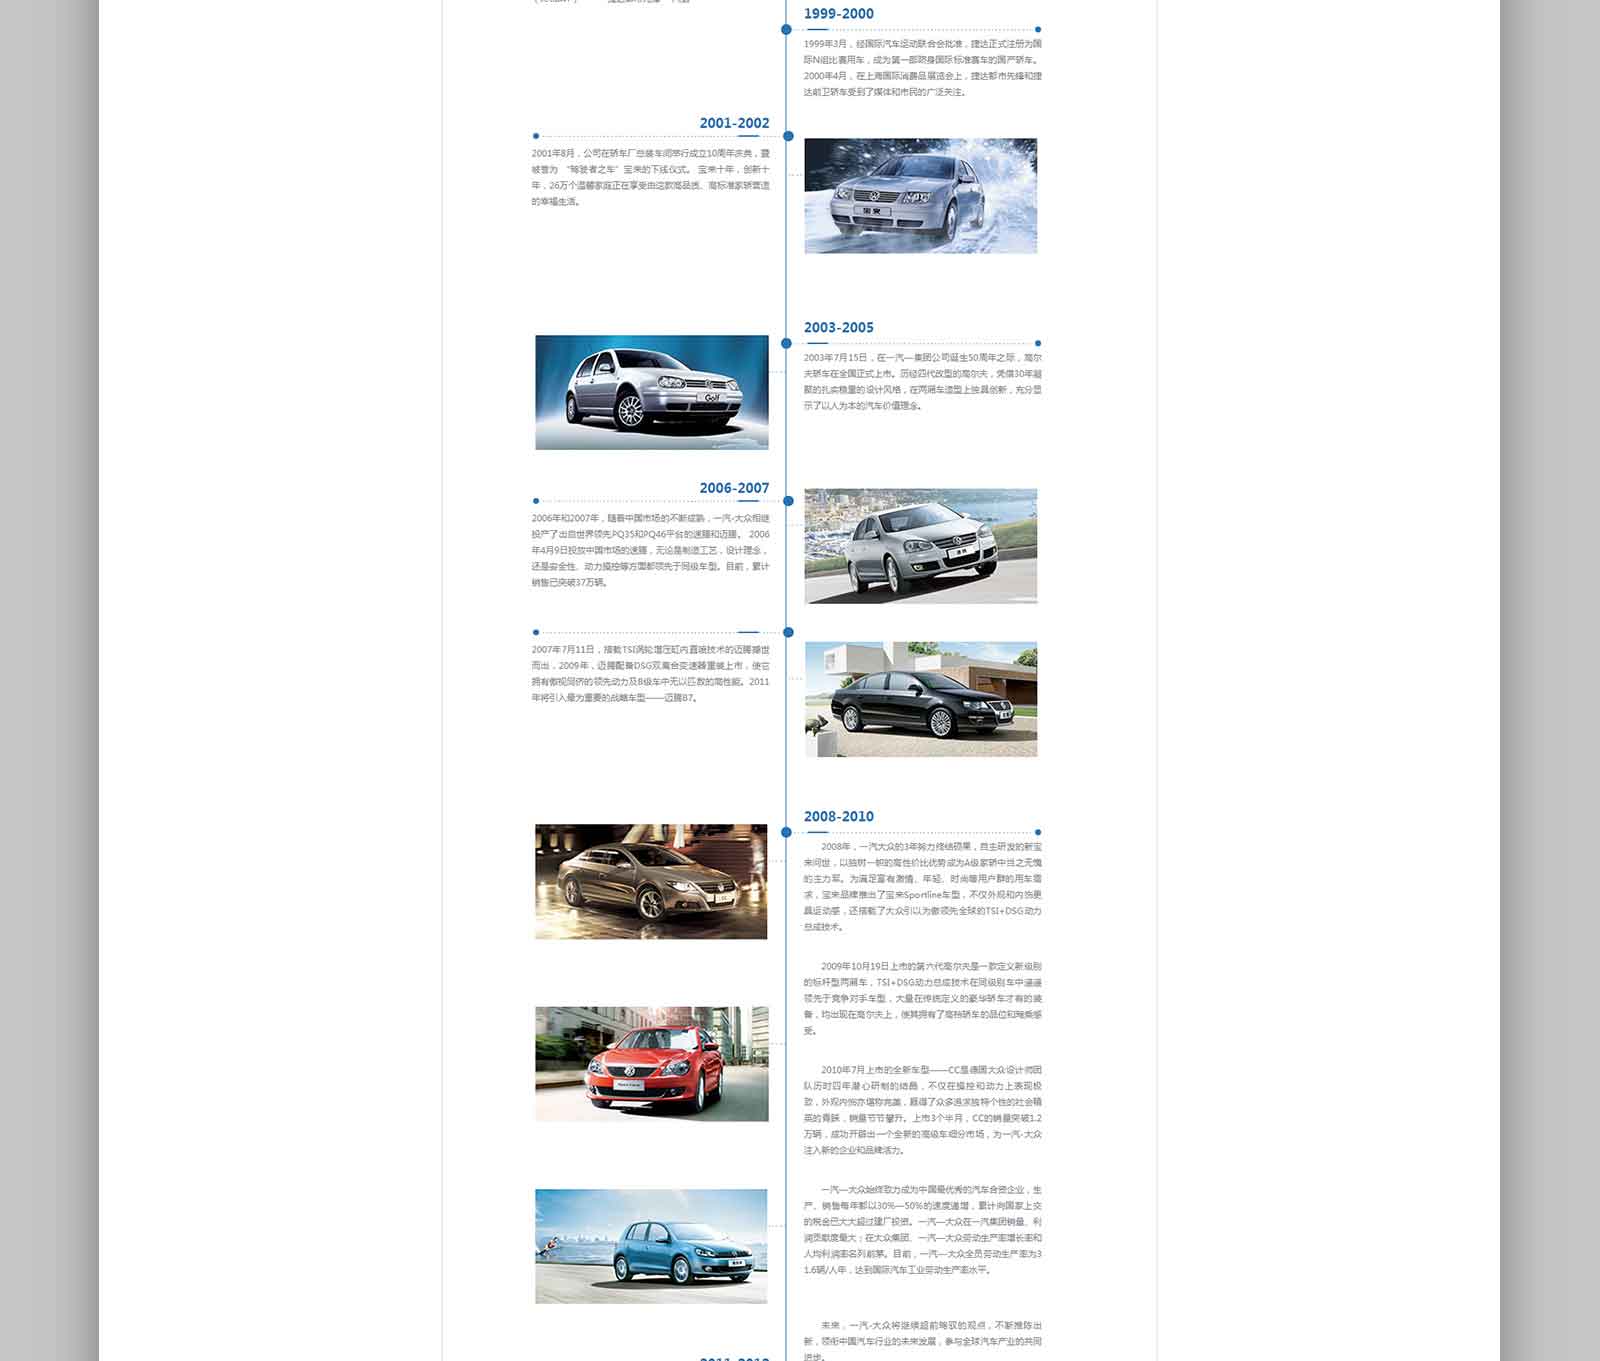 1999-2000
1999年3月，经国际汽车运动联合会批准，捷达正式注册为国
际N组比赛用车，成为第一部跻身国际标准赛车的国产轿车。
2000年4月，在上海国际消费品展览会上，捷达都市先锋和捷
达前卫轿车受到了媒体和市民的广泛关注。
2001-2002
2001年8月，公司在轿车厂总装车间举行成立10周年庆典，暨
被誉为 “驾驶者之车”宝来的下线仪式。 宝来十年，创新十
年，26万个温馨家庭正在享受由这款高品质、高标准家轿营造
的幸福生活。
宝来
2003-2005
2003年7月15日，在一汽—集团公司诞生50周年之际，高尔
夫轿车在全国正式上市。历经四代改型的高尔夫，凭借30年凝
聚的扎实稳重的设计风格，在两厢车造型上独具创新，充分显
示了以人为本的汽车价值理念。
Golf
2006-2007
2006年和2007年，随着中国市场的不断成熟，一汽-大众相继
投产了出自世界领先PQ35和PQ46平台的速腾和迈腾。 2006
年4月9日投放中国市场的速腾，无论是制造工艺，设计理念，
还是安全性、动力操控等方面都领先于同级车型。目前，累计
销售已突破37万辆。
2007年7月11日，搭载TSI涡轮增压缸内直喷技术的迈腾横世
而出，2009年，迈腾配备DSG双离合变速器重装上市，使它
拥有傲视同侪的领先动力及B级车中无以匹敌的高性能。2011
年将引入最为重要的战略车型——迈腾B7。
2008-2010
2008年，一汽大众的3年努力终结硕果，自主研发的新宝
来问世，以独树一帜的高性价比优势成为A级家轿中当之无愧
的主力军。为满足富有激情、年轻、时尚等用户群的用车需
求，宝来品牌推出了宝来Sportline车型，不仅外观和内饰更
具运动感，还搭载了大众引以为傲领先全球的TSI+DSG动力
总成技术。
2009年10月19日上市的第六代高尔夫是一款定义新级别
的标杆型两厢车，TSI+DSG动力总成技术在同级别车中遥遥
领先于竞争对手车型，大量在传统定义的豪华轿车才有的装
备，均出现在高尔夫上，使其拥有了高档轿车的品位和驾乘感
受。
2010年7月上市的全新车型——CC是德国大众设计师团
队历时四年潜心研制的结晶，不仅在操控和动力上表现极
致，外观内饰亦堪称完美，赢得了众多追求独特个性的社会精
英的青睐，销量节节攀升。上市3个半月，CC的销量突破1.2
万辆，成功开辟出一个全新的高级车细分市场，为一汽-大众
注入新的企业和品牌活力。
一汽—大众始终致力成为中国最优秀的汽车合资企业，生
产、销售每年都以30%—50%的速度递增，累计向国家上交
的税金已大大超过建厂投资。一汽—大众在一汽集团销量、利
润贡献度最大；在大众集团，一汽—大众劳动生产率增长率和
人均利润率名列前茅。目前，一汽—大众全员劳动生产率为3
1.6辆/人年，达到国际汽车工业劳动生产率水平。
未来，一汽-大众将继续超前驾驭的观点，不断推陈出
新，领衔中国汽车行业的未来发展，参与全球汽车产业的共同
进步。